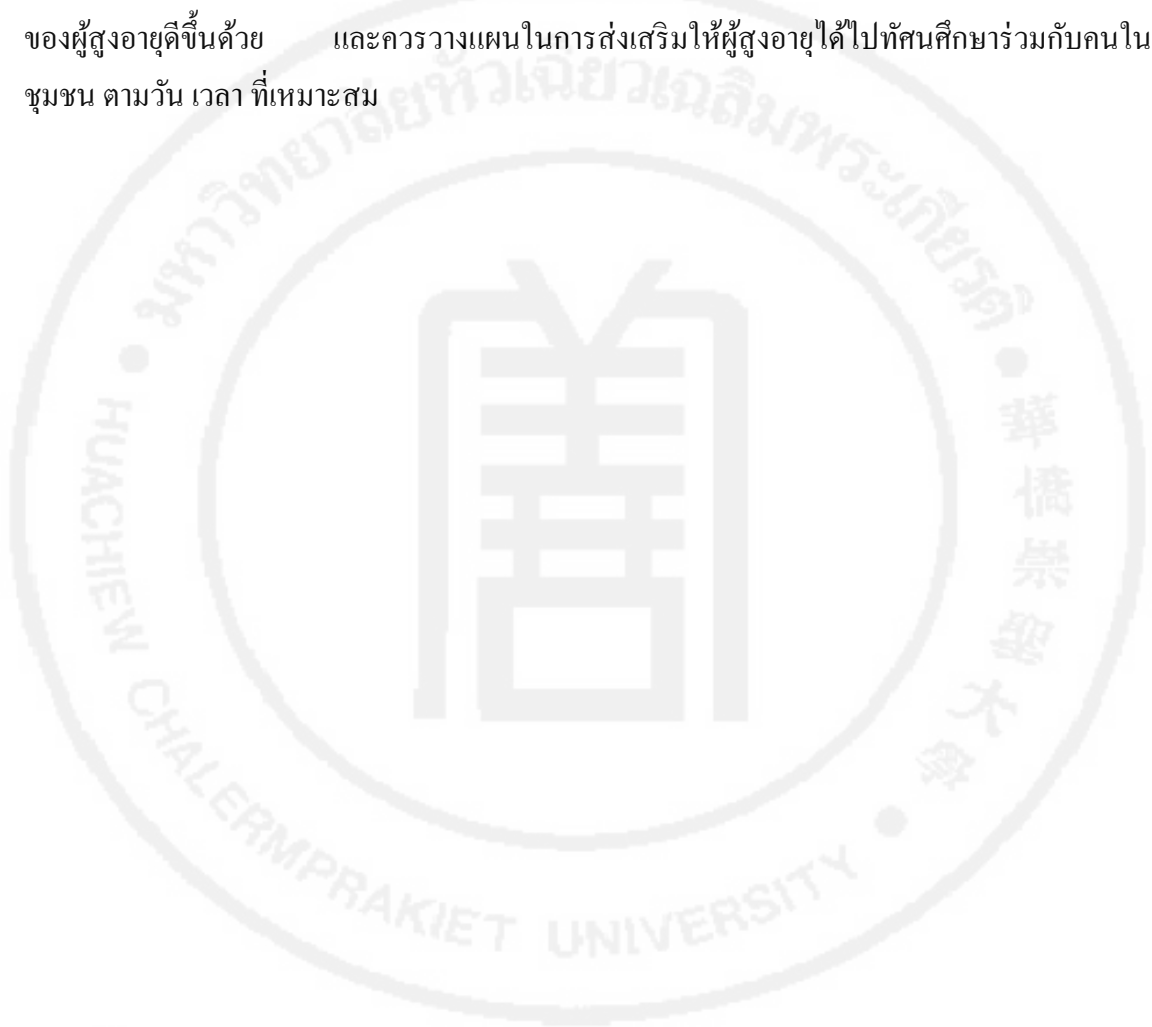 ของผู้สูงอายุดีขึ้นด้วย และควรวางแผนในการส่งเสริมให้ผู้สูงอายุได้ไปทัศนศึกษาร่วมกับคนใน
ชุมชน ตามวัน เวลา ที่เหมาะสม
มหาวิทยาลัยหัวเฉียวเฉลิมพระเกียรติ
華僑崇聖大學
HUACHIEW CHALERMPRAKIET UNIVERSITY